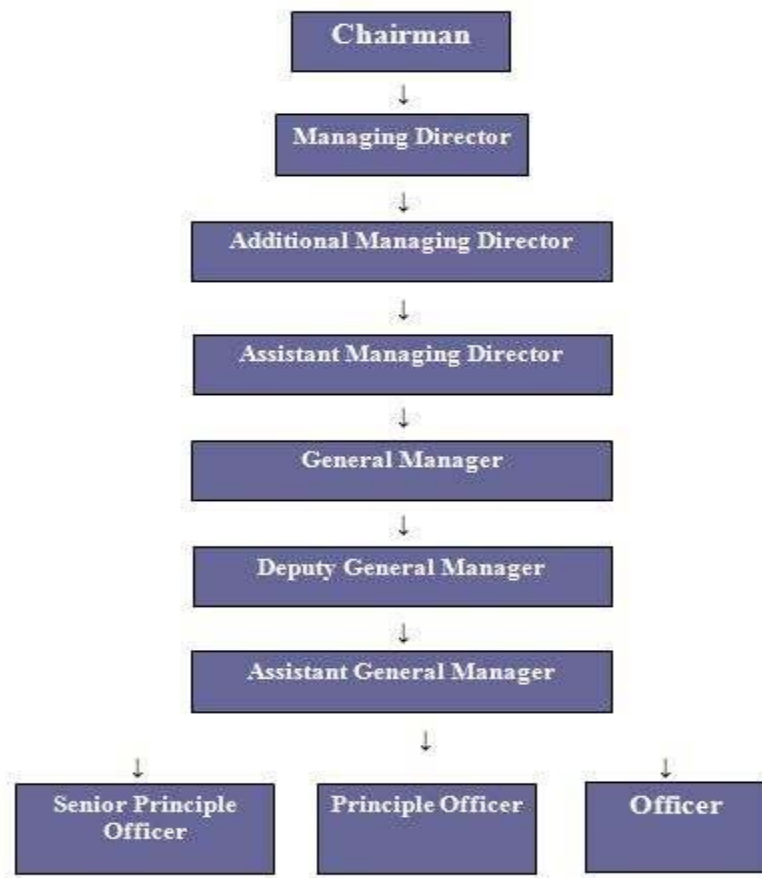 Chairman
↓
Managing Director
↓
Additional Managing Director
↓
Assistant Managing Director
↓
General Manager
↓
Deputy General Manager
↓
Assistant General Manager
↓
↓ ↓
Senior Principle
Officer
Principle Officer
Officer